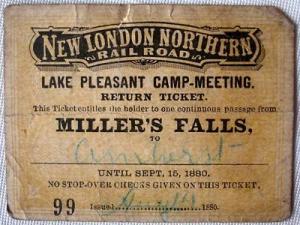 NEW LONDON NORTHERN
RAIL ROAD
LAKE PLEASANT CAMP-MEETING.
RETURN TICKET.
This Ticket entitles the holder to one continuous passage from
MILLER'S FALLS,
TO
Amherst
UNTIL SEPT. 15, 1880.
NO STOP-OVER CHECKS GIVEN ON THIS TICKET.
99 Issued 1880.